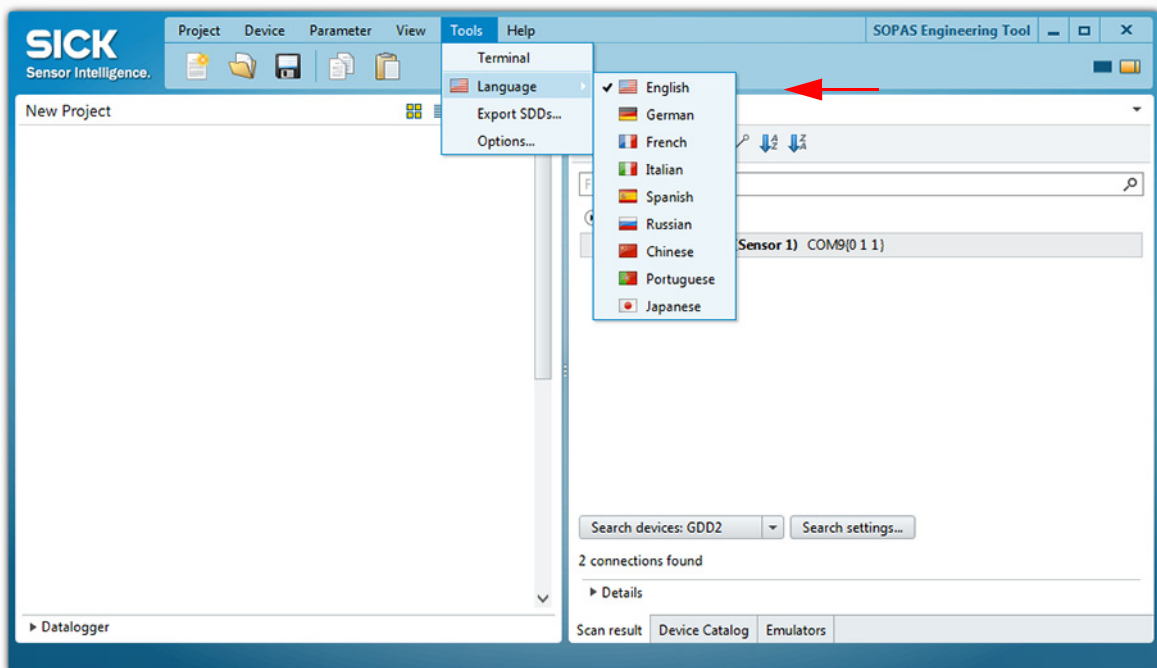 SICK
Sensor Intelligence.
Project Device Parameter View Tools Help
SOPAS Engineering Tool
Terminal
Language
Export SDDs...
Options...
English
German
French
Italian
Spanish
Russian
Chinese
Portuguese
Japanese
New Project
(Sensor 1) COM9{0 1 1}
Search devices: GDD2
Search settings...
2 connections found
Details
Datalogger
Scan result Device Catalog Emulators